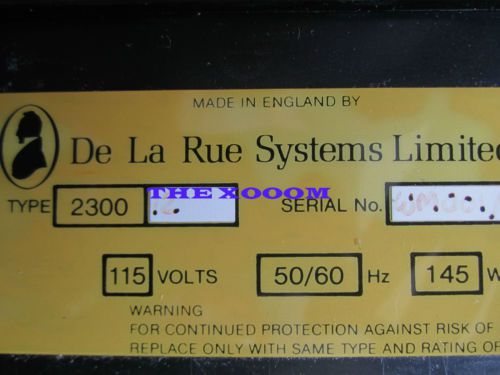 MADE IN ENGLAND BY
De La Rue Systems Limite
THE XOOOM
TYPE 2300 SERIAL No.
115 VOLTS 50/60 Hz 145 W
WARNING
FOR CONTINUED PROTECTION AGAINST RISK OF
REPLACE ONLY WITH SAME TYPE AND RATING OF